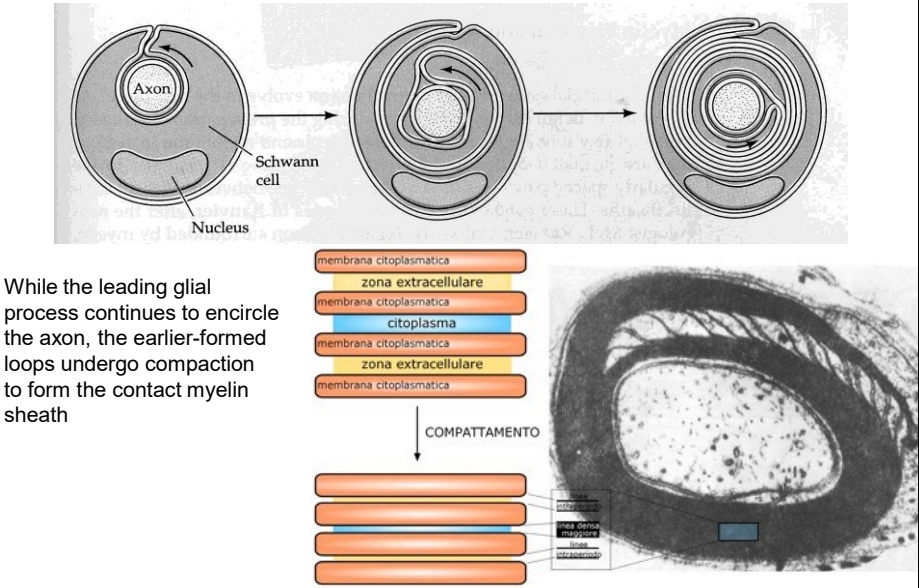 Axon
Schwann
cell
Nucleus
While the leading glial
process continues to encircle
the axon, the earlier-formed
loops undergo compaction
to form the contact myelin
sheath
membrana citoplasmatica
zona extracellulare
membrana citoplasmatica
citoplasma
membrana citoplasmatica
zona extracellulare
membrana citoplasmatica
COMPATTAMENTO
linee
intraperiodo
linea densa
maggiore
linee
intraperiodo